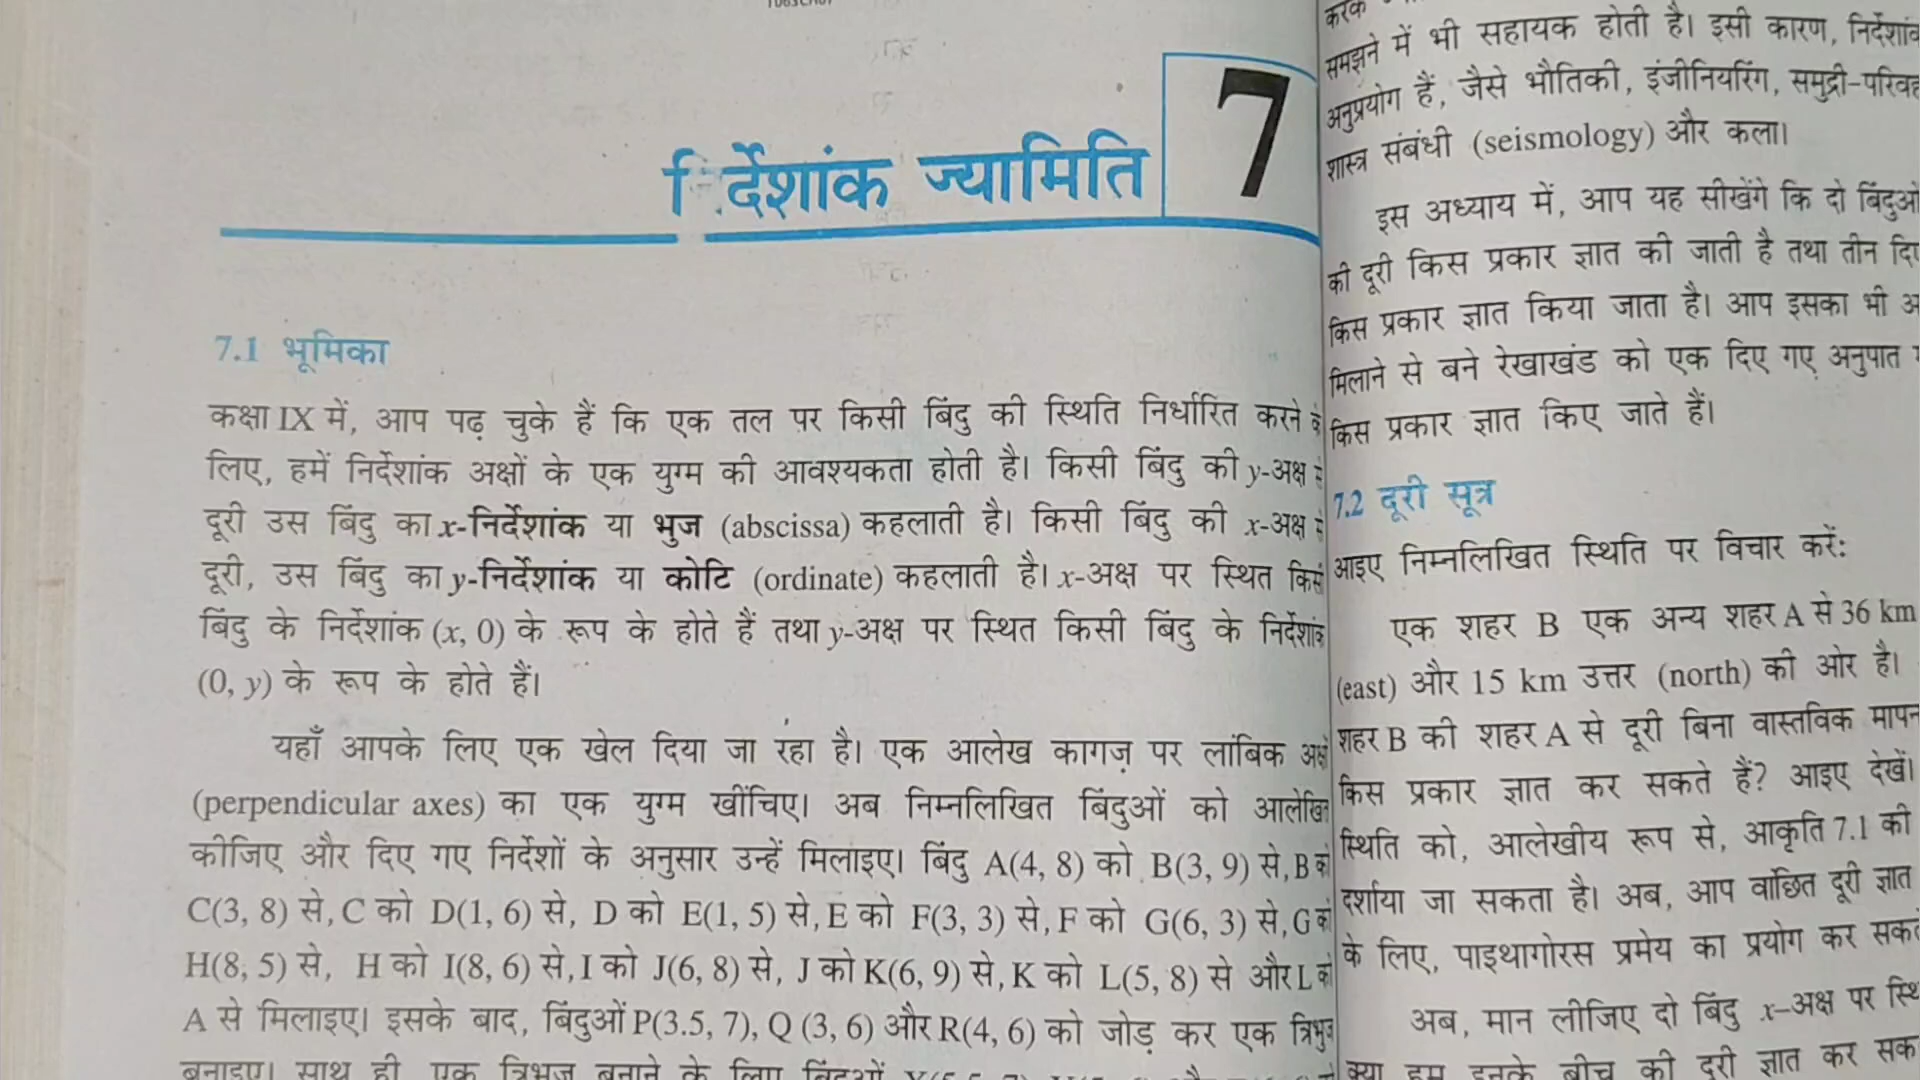 निर्देशांक ज्यामिति
7
7.1 भूमिका
कक्षा IX में, आप पढ़ चुके हैं कि एक तल पर किसी बिंदु की स्थिति निर्धारित करने के
लिए, हमें निर्देशांक अक्षों के एक युग्म की आवश्यकता होती है। किसी बिंदु की y-अक्ष से
दूरी उस बिंदु का x-निर्देशांक या भुज (abscissa) कहलाती है। किसी बिंदु की x-अक्ष से
दूरी, उस बिंदु का y-निर्देशांक या कोटि (ordinate) कहलाती है। x-अक्ष पर स्थित किसी
बिंदु के निर्देशांक (x, 0) के रूप के होते हैं तथा y-अक्ष पर स्थित किसी बिंदु के निर्देशांक
(0, y) के रूप के होते हैं।
यहाँ आपके लिए एक खेल दिया जा रहा है। एक आलेख कागज़ पर लांबिक अक्षों
(perpendicular axes) का एक युग्म खींचिए। अब निम्नलिखित बिंदुओं को आलेखित
कीजिए और दिए गए निर्देशों के अनुसार उन्हें मिलाइए। बिंदु A(4, 8) को B(3, 9) से, B को
C(3, 8) से, C को D(1, 6) से, D को E(1, 5) से, E को F(3, 3) से, F को G(6, 3) से, G को
H(8, 5) से, H को I(8, 6) से, I को J(6, 8) से, J को K(6, 9) से, K को L(5, 8) से और L को
A से मिलाइए। इसके बाद, बिंदुओं P(3.5, 7), Q (3, 6) और R(4, 6) को जोड़ कर एक त्रिभुज
बनाइए। साथ ही एक त्रिभुज बनाने के लिए बिंदुओं
करके
समझने में भी सहायक होती है। इसी कारण,
अनुप्रयोग हैं, जैसे भौतिकी, इंजीनियरिंग,
शास्त्र संबंधी (seismology) और कला।
इस अध्याय में, आप यह सीखेंगे कि दो बिंदुओं
की दूरी किस प्रकार ज्ञात की जाती है तथा तीन
किस प्रकार ज्ञात किया जाता है। आप इसका भी
मिलाने से बने रेखाखंड को एक दिए गए अनुपात
किस प्रकार ज्ञात किए जाते हैं।
7.2 दूरी सूत्र
आइए निम्नलिखित स्थिति पर विचार करें:
एक शहर B एक अन्य शहर A से 36 km
(east) और 15 km उत्तर (north) की ओर है।
शहर B की शहर A से दूरी बिना वास्तविक मापन
किस प्रकार ज्ञात कर सकते हैं? आइए देखें।
स्थिति को, आलेखीय रूप से, आकृति 7.1 की
दर्शाया जा सकता है। अब, आप वांछित दूरी ज्ञात
के लिए, पाइथागोरस प्रमेय का प्रयोग कर
अब, मान लीजिए दो बिंदु x-अक्ष पर
क्या हम इनके बीच की दूरी ज्ञात कर